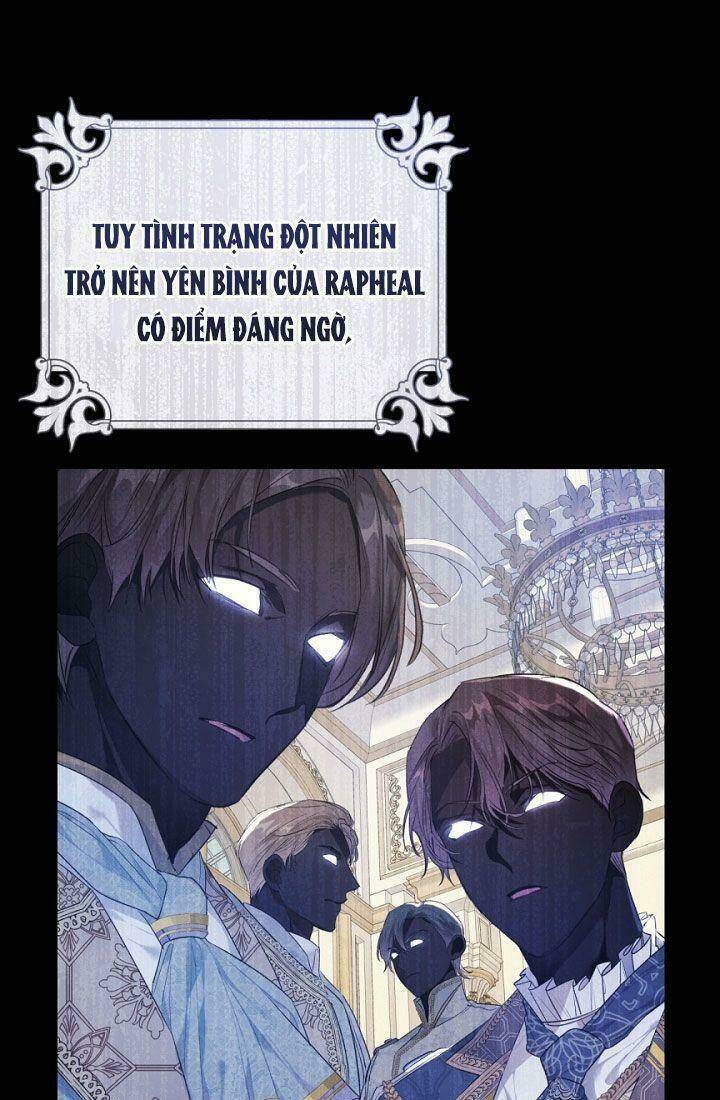 TUY TÌNH TRẠNG ĐỘT NHIÊN
TRỞ NÊN YÊN BÌNH CỦA RAPHEAL
CÓ ĐIỂM ĐÁNG NGỜ,